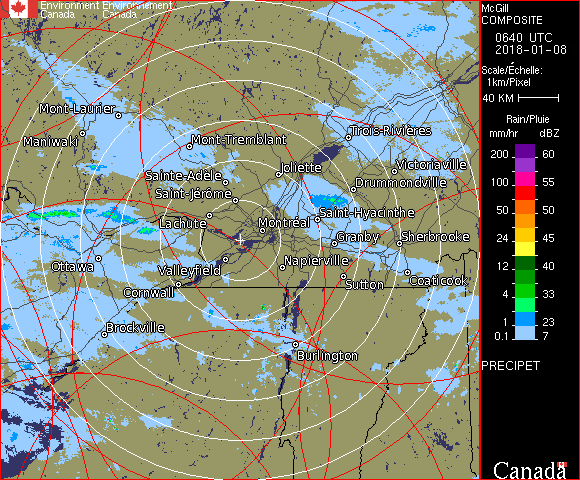 Environment Environnement
Canada Canada
McGill
COMPOSITE
0640 UTC
2018-01-08
Scale/Échelle:
1km/Pixel
40 KM
Rain/Pluie
mm/hr dBZ
200 60
100 55
50 50
24 45
12 40
4 33
1 23
0.1 7
PRECIPET
Canada
Mont-Laurier
Maniwaki
Mont-Tremblant
Trois-Rivières
Sainte-Adèle
Joliette
Victoriaville
Saint-Jérôme
Drummondville
Lachute
Montréal
Saint-Hyacinthe
Granby
Sherbrooke
Ottawa
Valleyfield
Napierville
Cornwall
Sutton
Coaticook
Brockville
Burlington